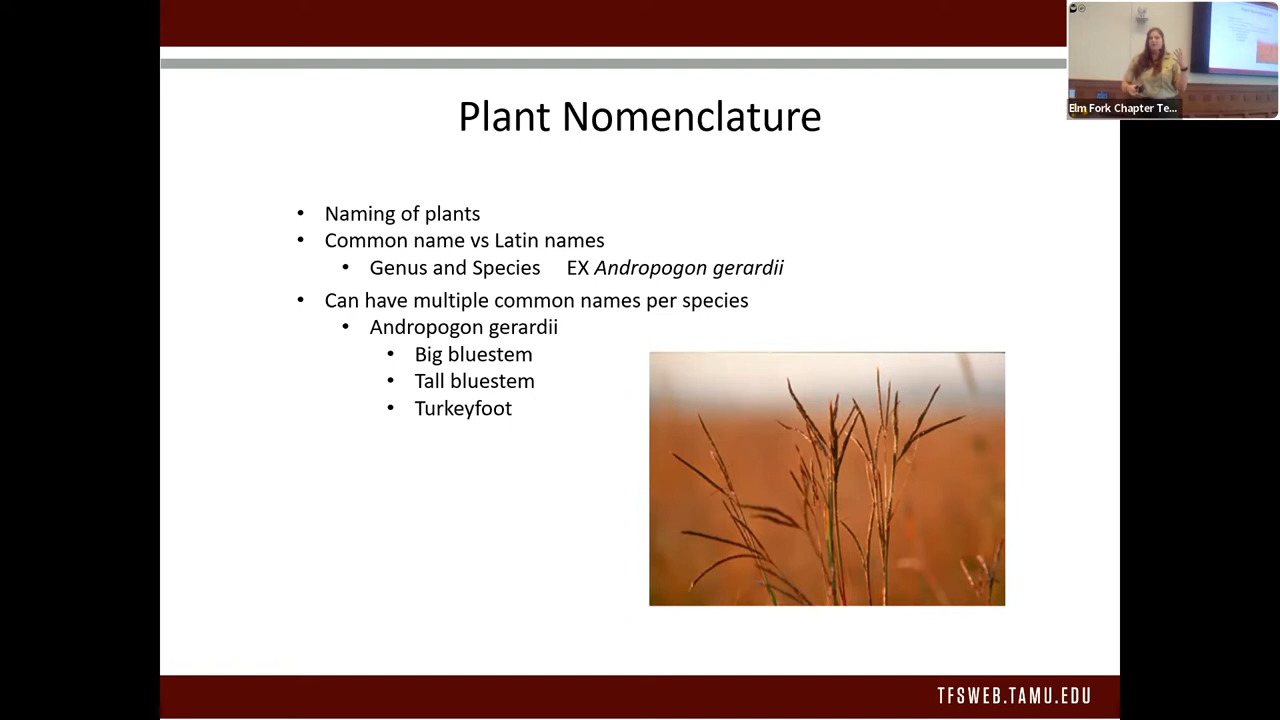 Plant Nomenclature
Elm Fork Chapter Te...
• Naming of plants
• Common name vs Latin names
• Genus and Species EX Andropogon gerardii
• Can have multiple common names per species
• Andropogon gerardii
• Big bluestem
• Tall bluestem
• Turkeyfoot
TFSWEB.TAMU.EDU